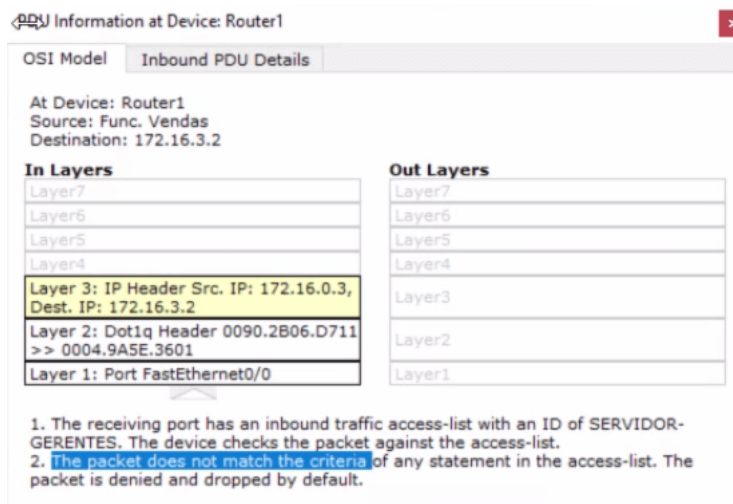 PDU Information at Device: Router1
OSI Model
Inbound PDU Details
At Device: Router1
Source: Func. Vendas
Destination: 172.16.3.2
In Layers
Out Layers
Layer7
Layer7
Layer6
Layer6
Layer5
Layer5
Layer4
Layer4
Layer 3: IP Header Src. IP: 172.16.0.3,
Dest. IP: 172.16.3.2
Layer3
Layer 2: Dot1q Header 0090.2B06.D711
>> 0004.9A5E.3601
Layer2
Layer 1: Port FastEthernet0/0
Layer1
1. The receiving port has an inbound traffic access-list with an ID of SERVIDOR-
GERENTES. The device checks the packet against the access-list.
2. The packet does not match the criteria of any statement in the access-list. The
packet is denied and dropped by default.